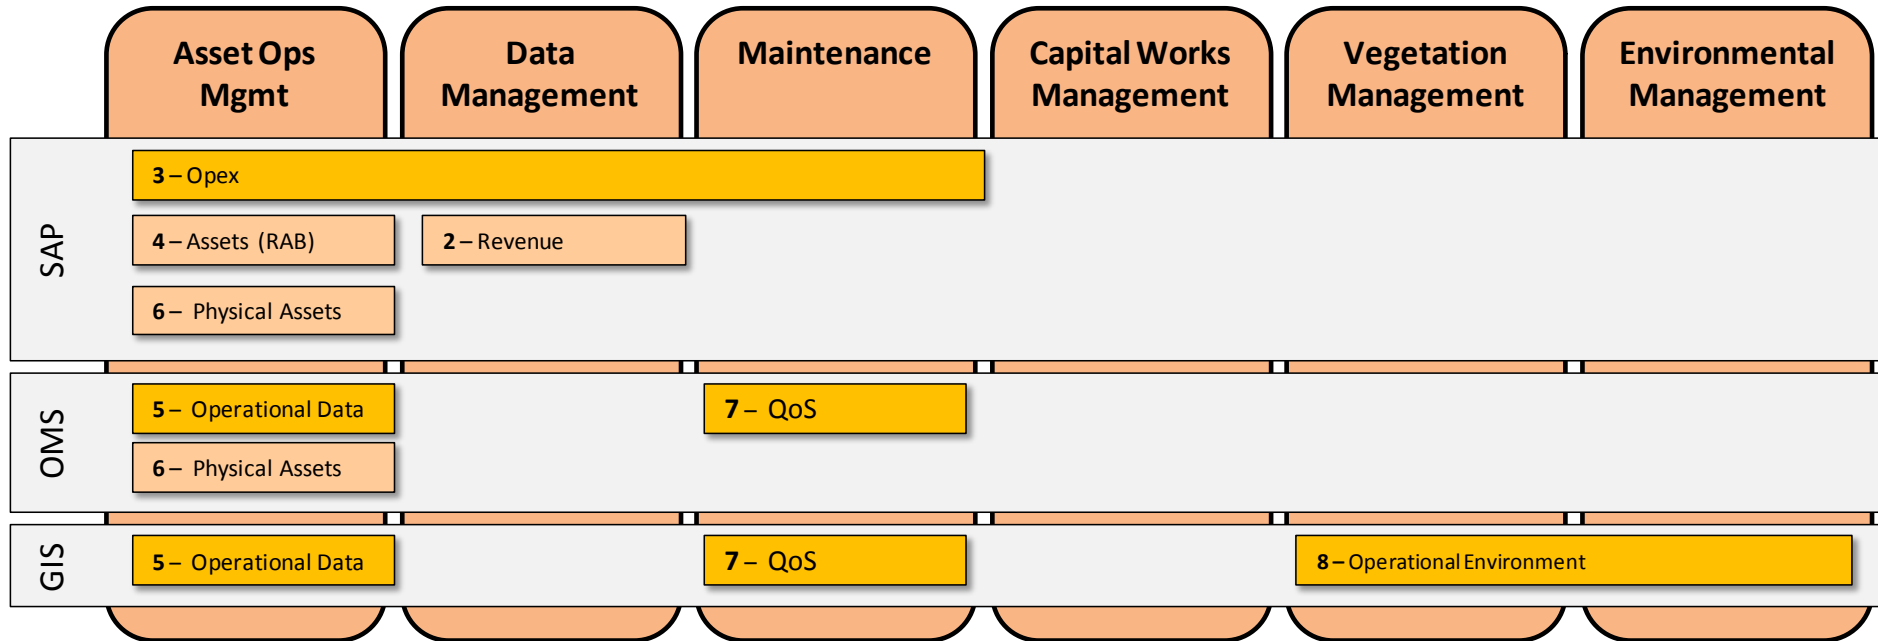 Asset Ops
Mgmt
Data
Management
Maintenance
Capital Works
Management
Vegetation
Management
Environmental
Management
SAP
3 – Opex
4 – Assets (RAB)
2 – Revenue
6 – Physical Assets
OMS
5 – Operational Data
7 – QoS
6 – Physical Assets
GIS
5 – Operational Data
7 – QoS
8 – Operational Environment